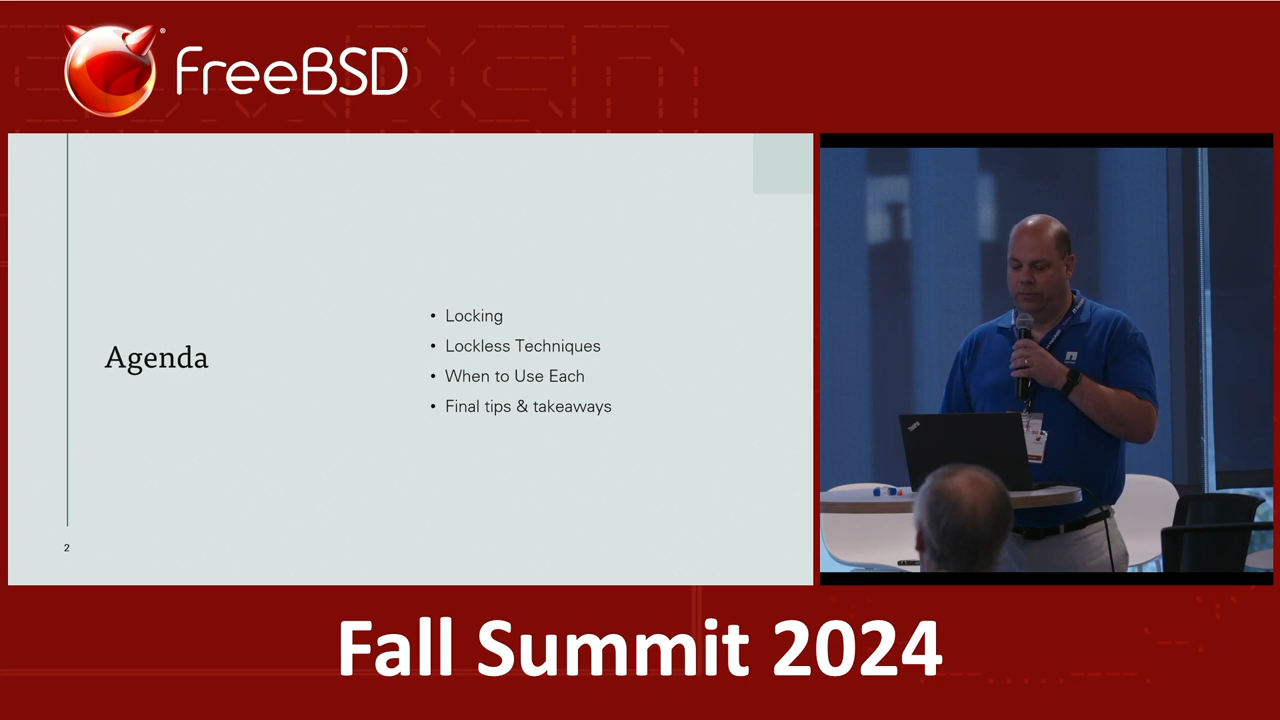 FreeBSD®
Agenda
• Locking
• Lockless Techniques
• When to Use Each
• Final tips & takeaways
2
Fall Summit 2024